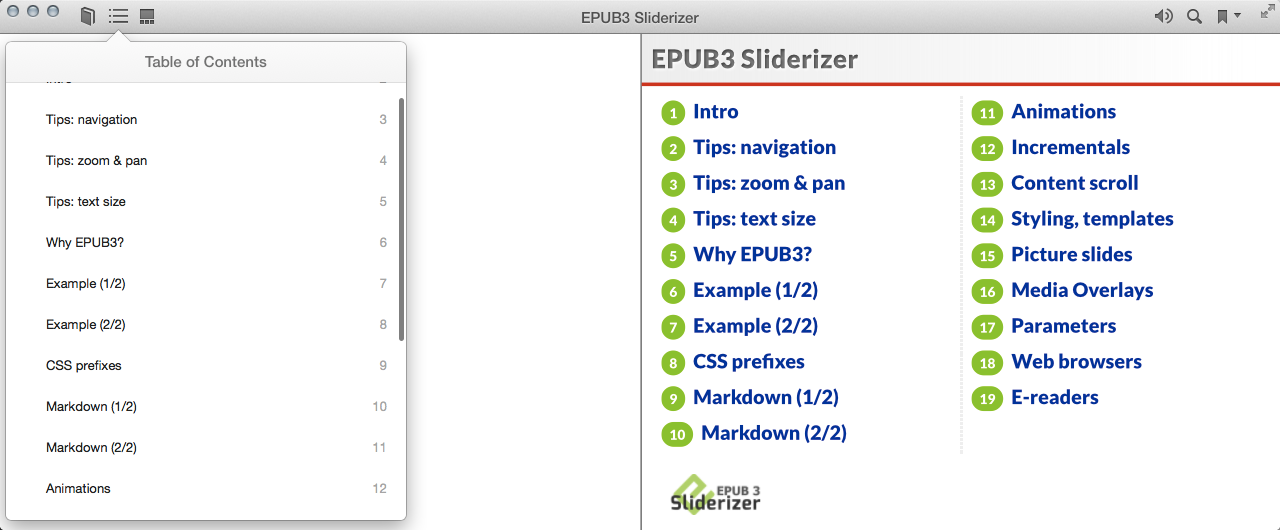 EPUB3 Sliderizer
Table of Contents
Intro 2
Tips: navigation 3
Tips: zoom & pan 4
Tips: text size 5
Why EPUB3? 6
Example (1/2) 7
Example (2/2) 8
CSS prefixes 9
Markdown (1/2) 10
Markdown (2/2) 11
Animations 12
EPUB3 Sliderizer
1 Intro
2 Tips: navigation
3 Tips: zoom & pan
4 Tips: text size
5 Why EPUB3?
6 Example (1/2)
7 Example (2/2)
8 CSS prefixes
9 Markdown (1/2)
10 Markdown (2/2)
11 Animations
12 Incrementals
13 Content scroll
14 Styling, templates
15 Picture slides
16 Media Overlays
17 Parameters
18 Web browsers
19 E-readers
EPUB 3
Sliderizer